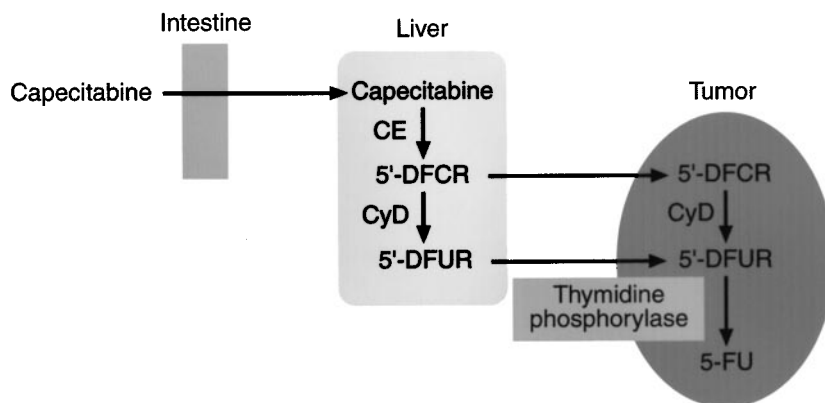 Intestine
Liver
Tumor
Capecitabine
Capecitabine
CE
5'-DFCR
5'-DFCR
CyD
CyD
5'-DFUR
5'-DFUR
Thymidine
phosphorylase
5-FU